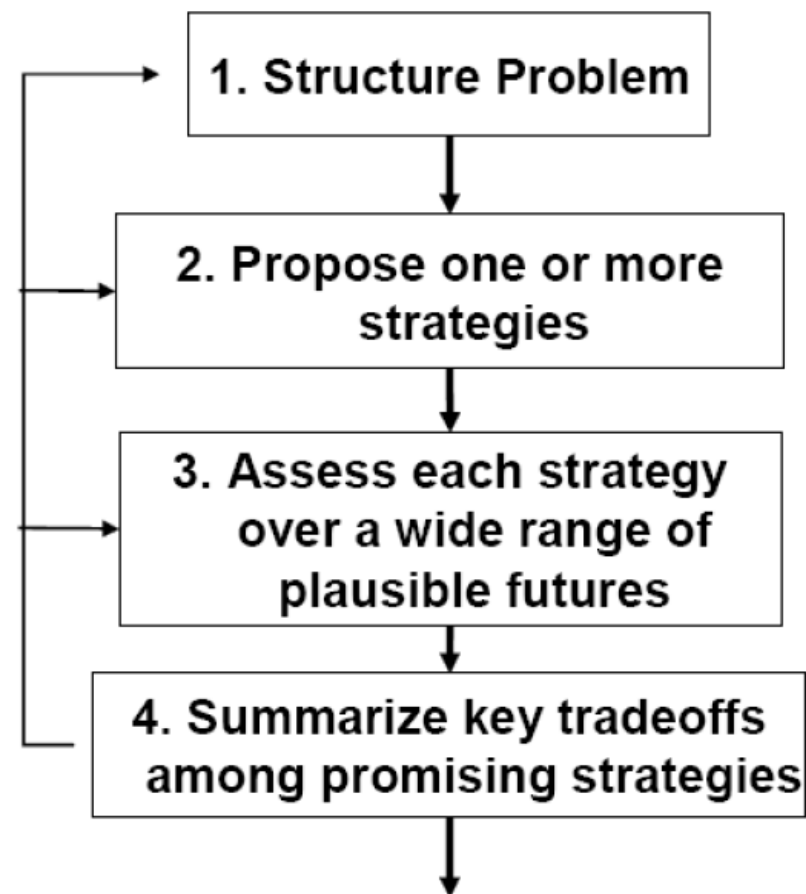 1. Structure Problem
2. Propose one or more
strategies
3. Assess each strategy
over a wide range of
plausible futures
4. Summarize key tradeoffs
among promising strategies